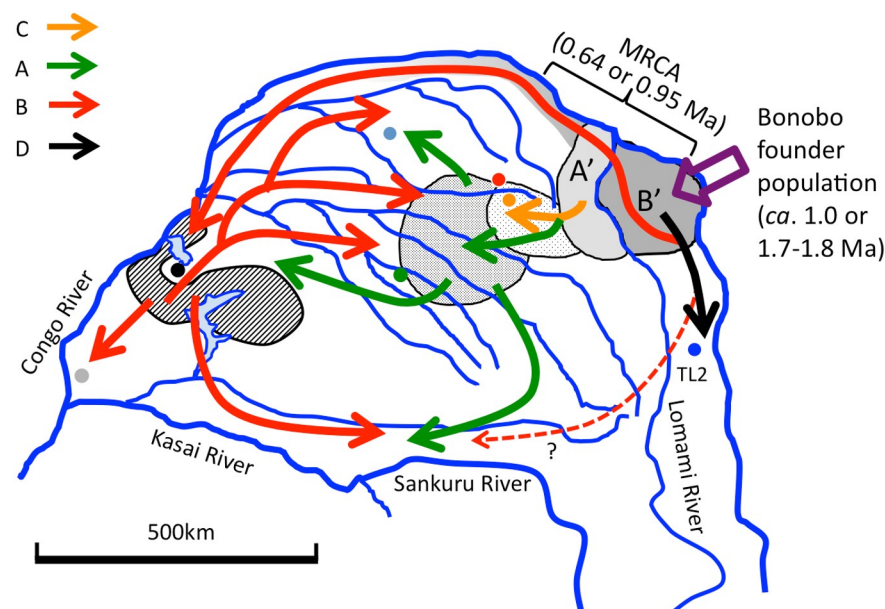 C
A
B
D
MRCA
(0.64 or 0.95 Ma)
Bonobo
founder
population
(ca. 1.0 or
1.7-1.8 Ma)
A’
B’
Congo River
TL2
Kasai River
Sankuru River
?
Lomami River
500km